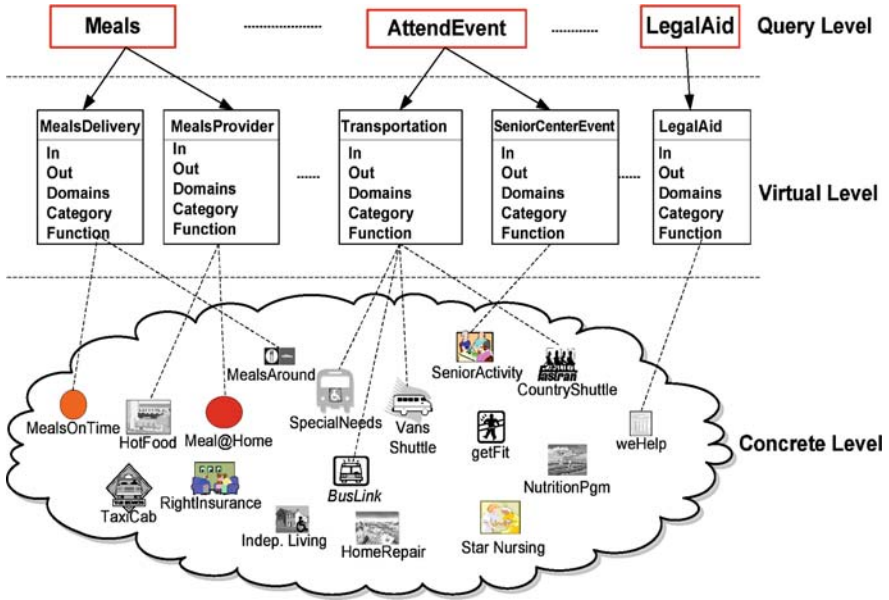 Meals
AttendEvent
LegalAid
Query Level
MealsDelivery
In
Out
Domains
Category
Function
MealsProvider
In
Out
Domains
Category
Function
Transportation
In
Out
Domains
Category
Function
SeniorCenterEvent
In
Out
Domains
Category
Function
LegalAid
In
Out
Domains
Category
Function
Virtual Level
MealsAround
SeniorActivity
fastran
CountryShuttle
MealsOnTime
HotFood
Meal@Home
SpecialNeeds
Vans
Shuttle
getFit
weHelp
Concrete Level
TaxiCab
RightInsurance
BusLink
NutritionPgm
Indep. Living
HomeRepair
Star Nursing